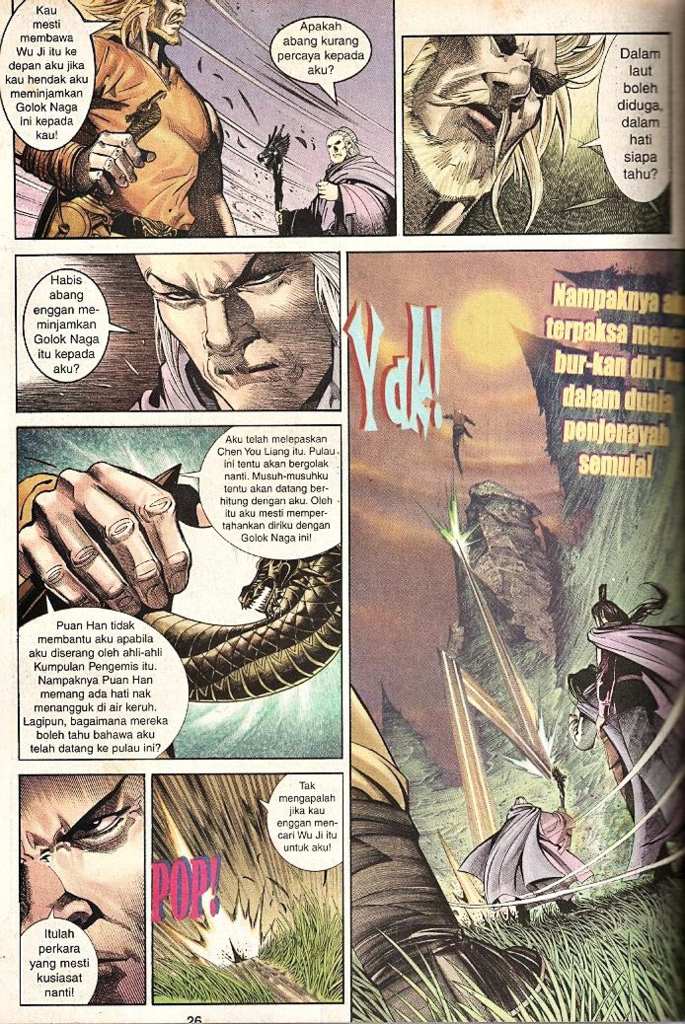 Kau
mesti
membawa
Wu Ji itu ke
depan aku jika
kau hendak aku
meminjamkan
Golok Naga
ini kepada
kau!
Apakah
abang kurang
percaya kepada
aku?
Dalam
laut
boleh
diduga,
dalam
hati
siapa
tahu?
Habis
abang
enggan me-
minjamkan
Golok Naga
itu kepada
aku?
Yak!
Nampaknya
terpaksa
bur-kan diri
dalam dunia
penjenayah
semula!
Aku telah melepaskan
Chen You Liang itu. Pulau
ini tentu akan bergolak
nanti. Musuh-musuhku
tentu akan datang ber-
hitung dengan aku. Oleh
itu aku mesti memper-
tahankan diriku dengan
Golok Naga ini!
Puan Han tidak
membantu aku apabila
aku diserang oleh ahli-ahli
Kumpulan Pengemis itu.
Nampaknya Puan Han
memang ada hati nak
menangguk di air keruh.
Lagipun, bagaimana mereka
boleh tahu bahawa aku
telah datang ke pulau ini?
Itulah
perkara
yang mesti
kusiasat
nanti!
POP!
Tak
mengapalah
jika kau
enggan men-
cari Wu Ji itu
untuk aku!
26